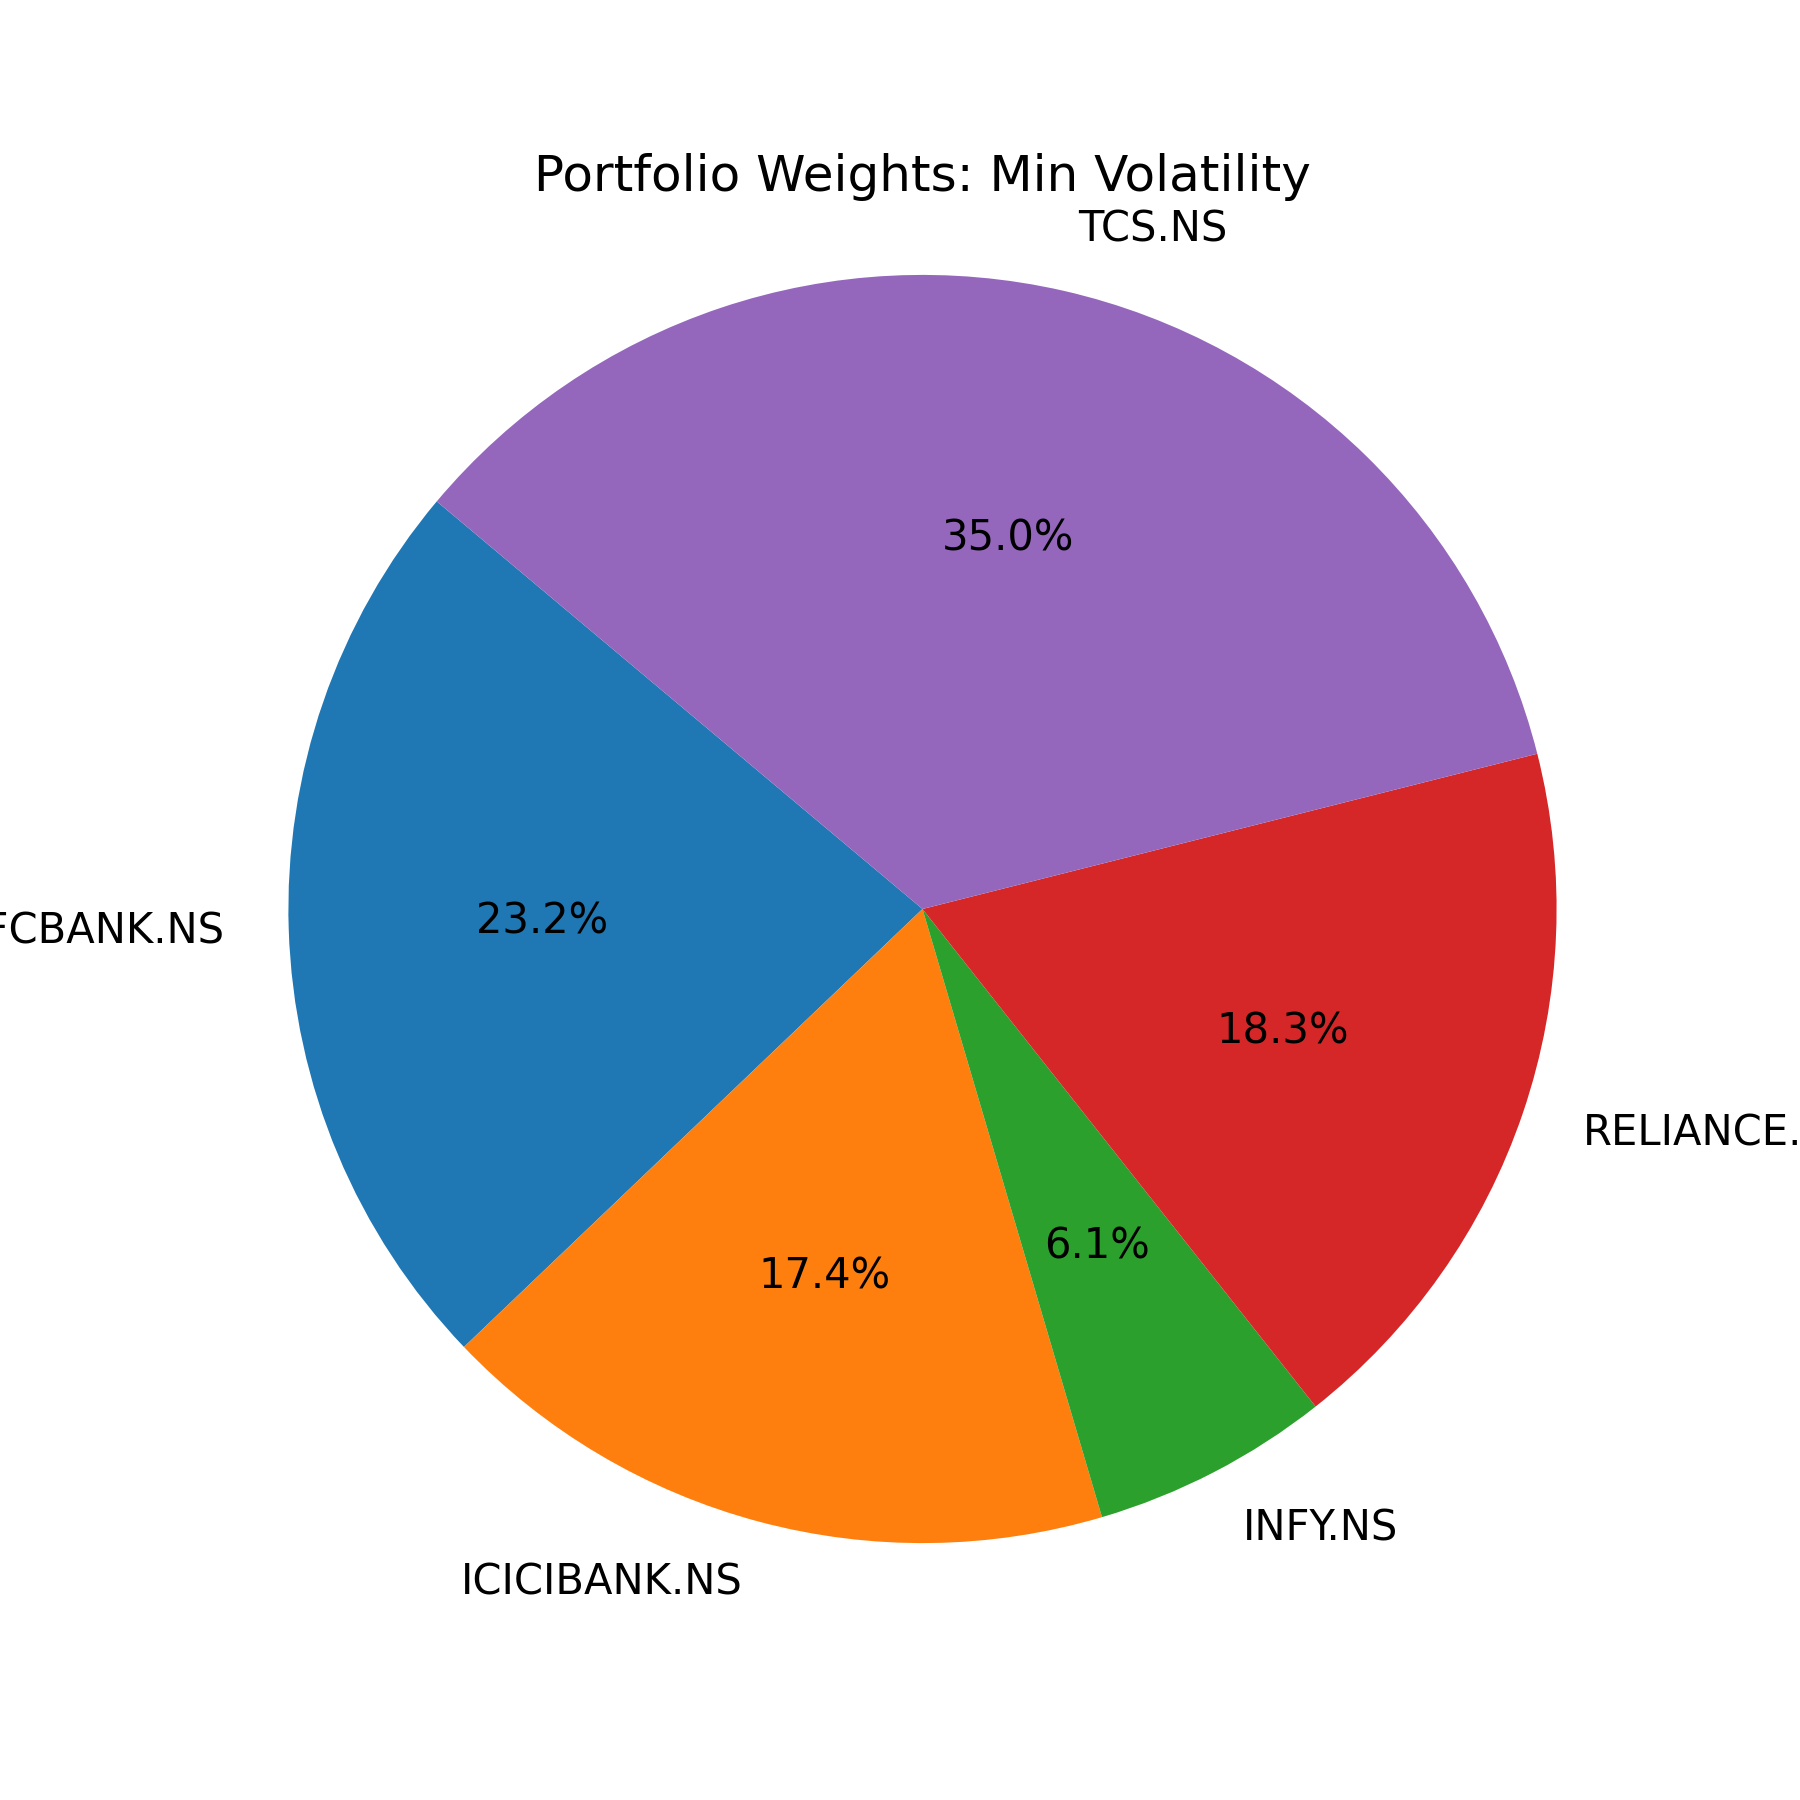 Portfolio Weights: Min Volatility
TCS.NS
35.0%
FCBANK.NS
23.2%
18.3%
RELIANCE.
6.1%
17.4%
INFY.NS
ICICIBANK.NS